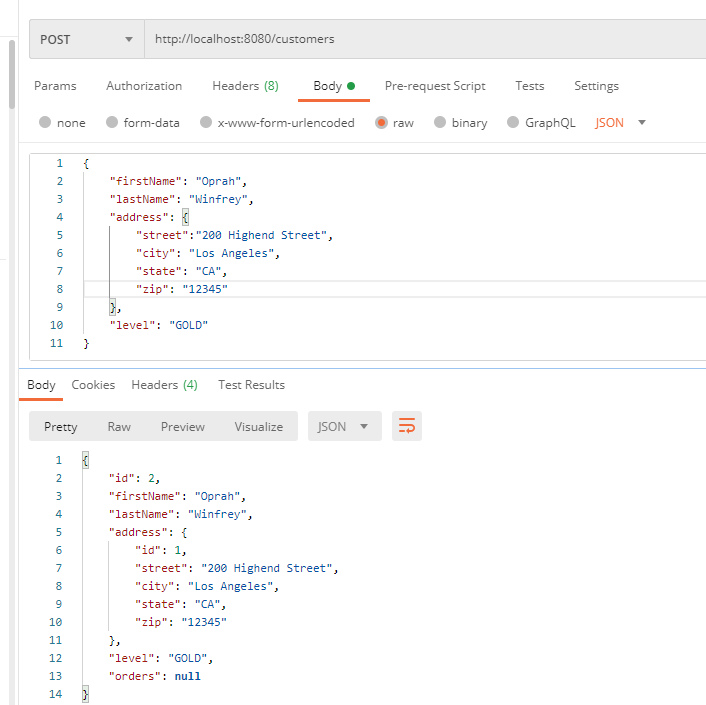 POST http://localhost:8080/customers
Params Authorization Headers (8) Body Pre-request Script Tests Settings
none form-data x-www-form-urlencoded raw binary GraphQL JSON
1 {
2 "firstName": "Oprah",
3 "lastName": "Winfrey",
4 "address": {
5 "street":"200 Highend Street",
6 "city": "Los Angeles",
7 "state": "CA",
8 "zip": "12345"
9 },
10 "level": "GOLD"
11 }
Body Cookies Headers (4) Test Results
Pretty Raw Preview Visualize JSON
1 {
2 "id": 2,
3 "firstName": "Oprah",
4 "lastName": "Winfrey",
5 "address": {
6 "id": 1,
7 "street": "200 Highend Street",
8 "city": "Los Angeles",
9 "state": "CA",
10 "zip": "12345"
11 },
12 "level": "GOLD",
13 "orders": null
14 }